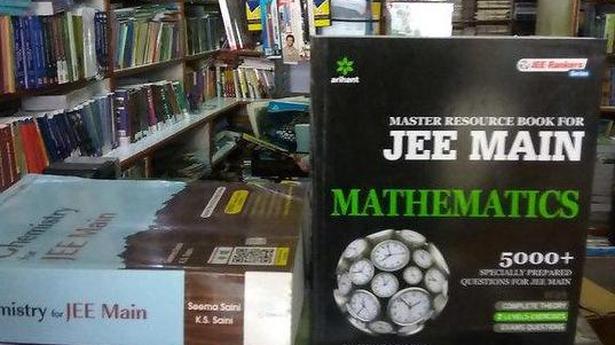 arihant
JEE-Rankers
Series
MASTER RESOURCE BOOK FOR
JEE MAIN
MATHEMATICS
5000+
SPECIALLY PREPARED
QUESTIONS FOR JEE MAIN
COMPLETE THEORY
2 LEVELS EXERCISES
EXAMS QUESTIONS
Chemistry
for
JEE Main
mistry for JEE Main
Seema Saini
K.S. Saini